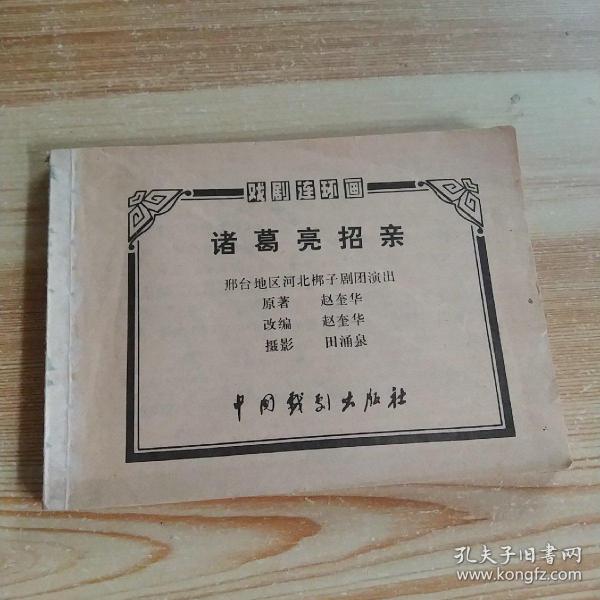 戏剧连环画
诸葛亮招亲
邢台地区河北梆子剧团演出
原著 赵奎华
改编 赵奎华
摄影 田涌泉
中国戏剧出版社
孔夫子旧书网
www.kongfz.com